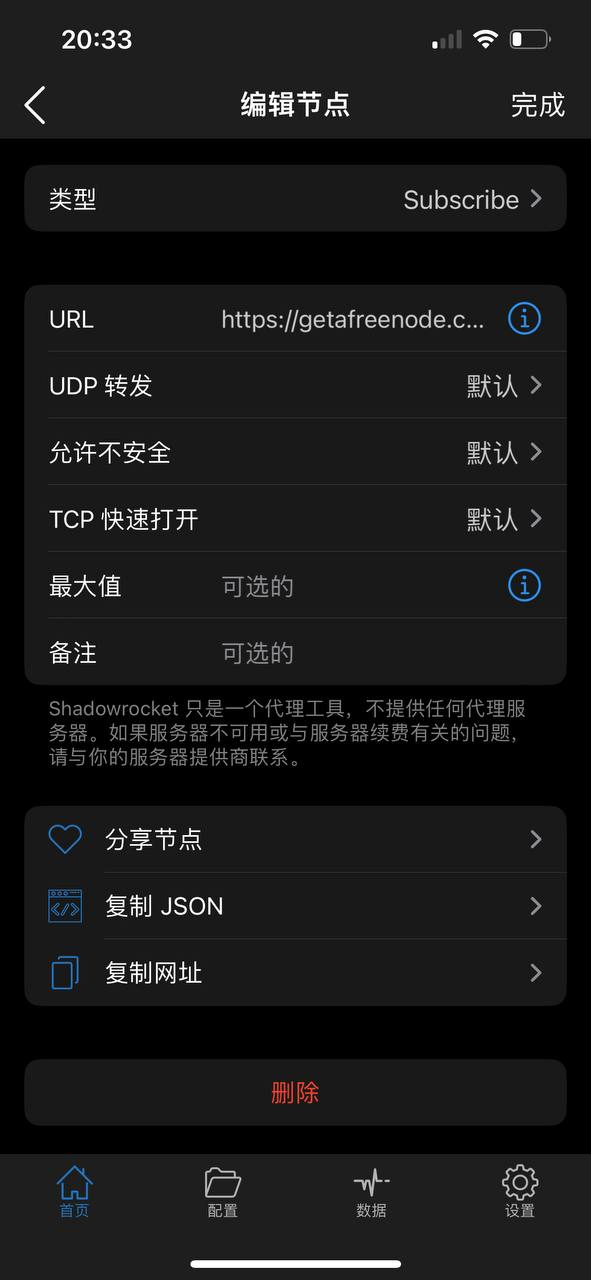 20:33
编辑节点
完成
类型
Subscribe
URL
https://getafreenode.c...
UDP 转发
默认
允许不安全
默认
TCP 快速打开
默认
最大值
可选的
备注
可选的
Shadowrocket 只是一个代理工具，不提供任何代理服
务器。如果服务器不可用或与服务器续费有关的问题，
请与你的服务器提供商联系。
分享节点
复制 JSON
复制网址
删除
首页
配置
数据
设置